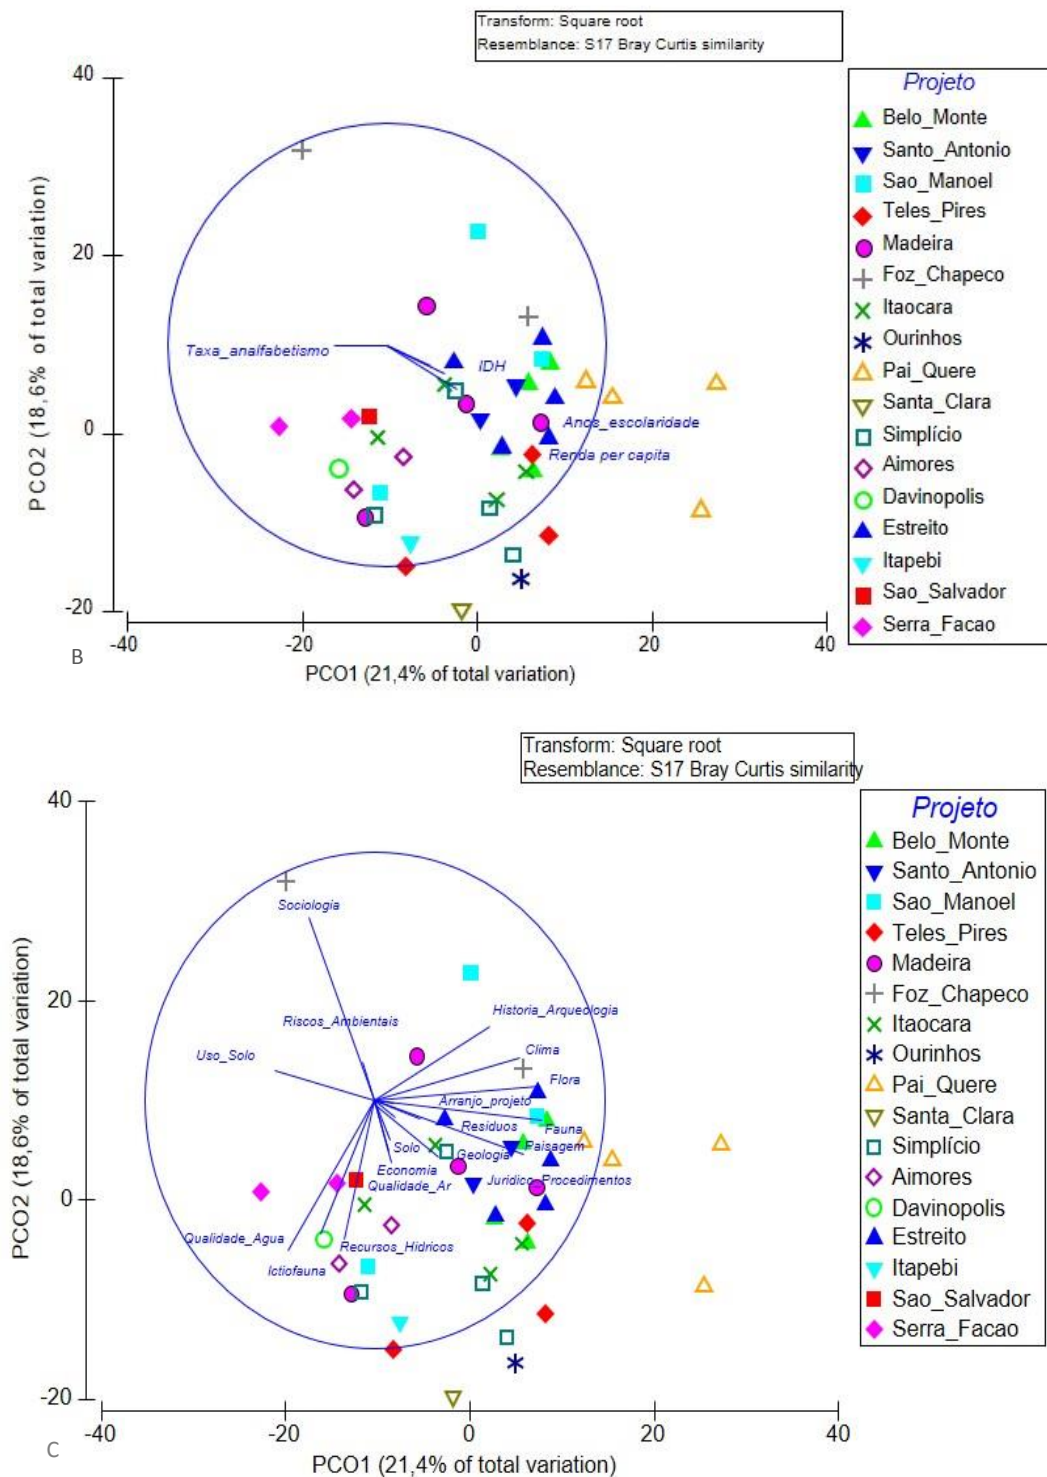 Transform: Square root
Resemblance: S17 Bray Curtis similarity
40
20
0
-20
PCO2 (18,6% of total variation)
Taxa_analfabetismo
IDH
Anos_escolaridade
Renda per capita
Projeto
Belo_Monte
Santo_Antonio
Sao_Manoel
Teles_Pires
Madeira
Foz_Chapeco
Itaocara
Ourinhos
Pai_Quere
Santa_Clara
Simplício
Aimores
Davinopolis
Estreito
Itapebi
Sao_Salvador
Serra_Facao
B
-40
-20
0
20
40
PCO1 (21,4% of total variation)
Transform: Square root
Resemblance: S17 Bray Curtis similarity
40
20
0
-20
PCO2 (18,6% of total variation)
Sociologia
Riscos_Ambientais
Historia_Arqueologia
Uso_Solo
Clima
Flora
Arranjo_projeto
Residuos
Fauna
Solo
Geologia
Paisagem
Economia
Qualidade_Ar
Juridico_Procedimentos
Qualidade_Agua
Recursos_Hidricos
Ictiofauna
Projeto
Belo_Monte
Santo_Antonio
Sao_Manoel
Teles_Pires
Madeira
Foz_Chapeco
Itaocara
Ourinhos
Pai_Quere
Santa_Clara
Simplício
Aimores
Davinopolis
Estreito
Itapebi
Sao_Salvador
Serra_Facao
C
-40
-20
0
20
40
PCO1 (21,4% of total variation)